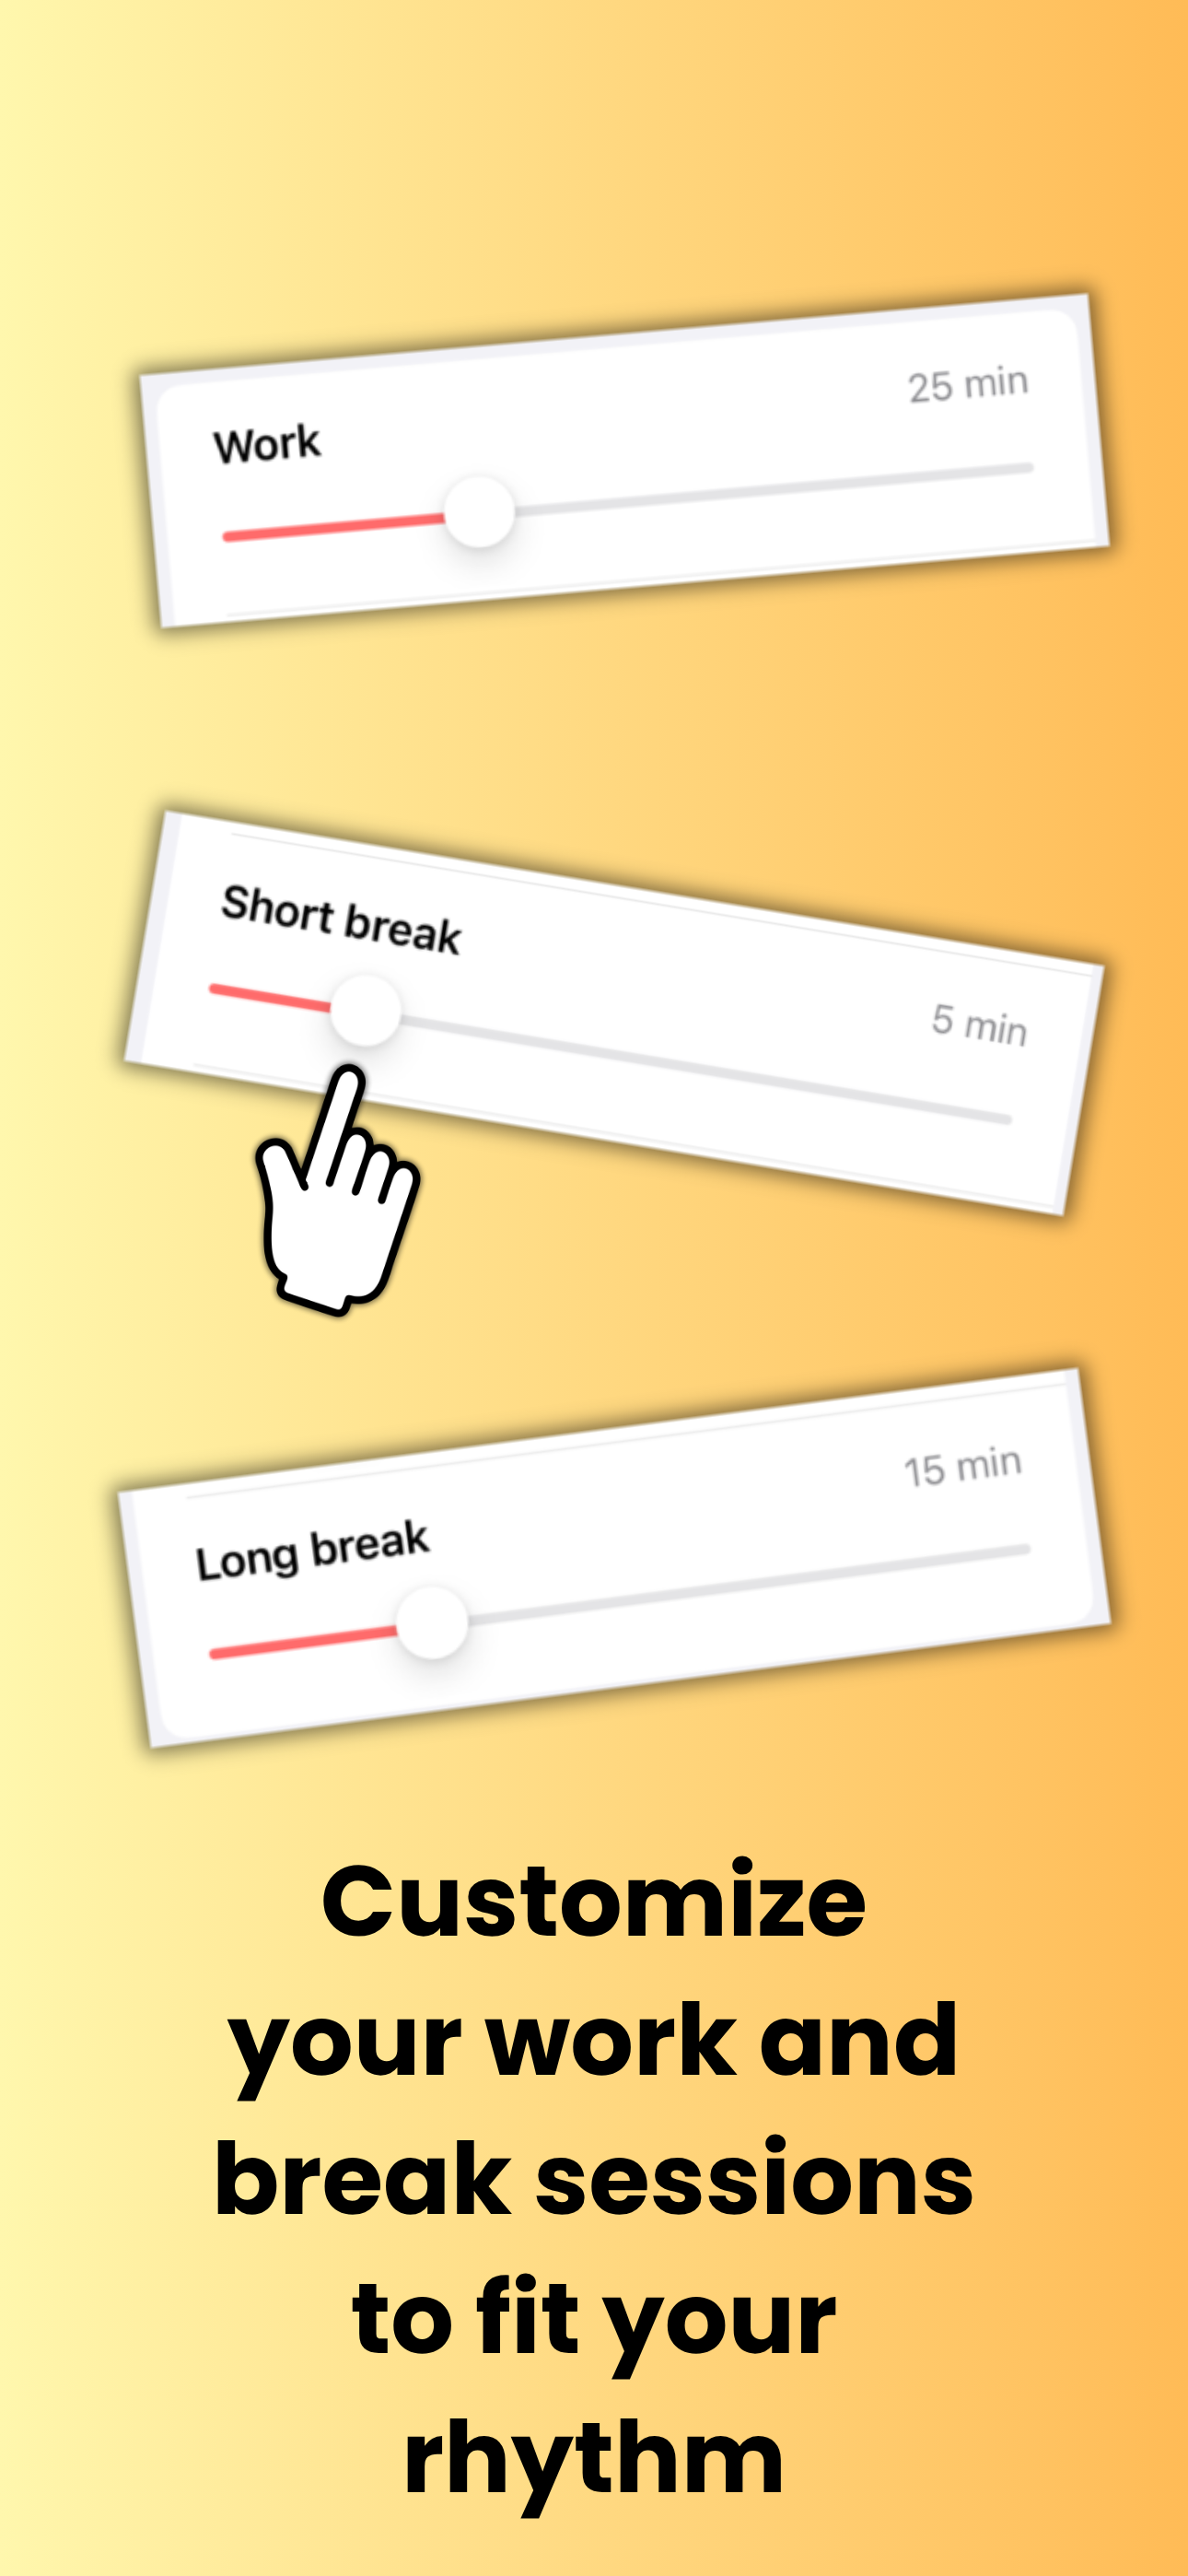 Work
25 min
Short break
5 min
Long break
15 min
Customize
your work and
break sessions
to fit your
rhythm